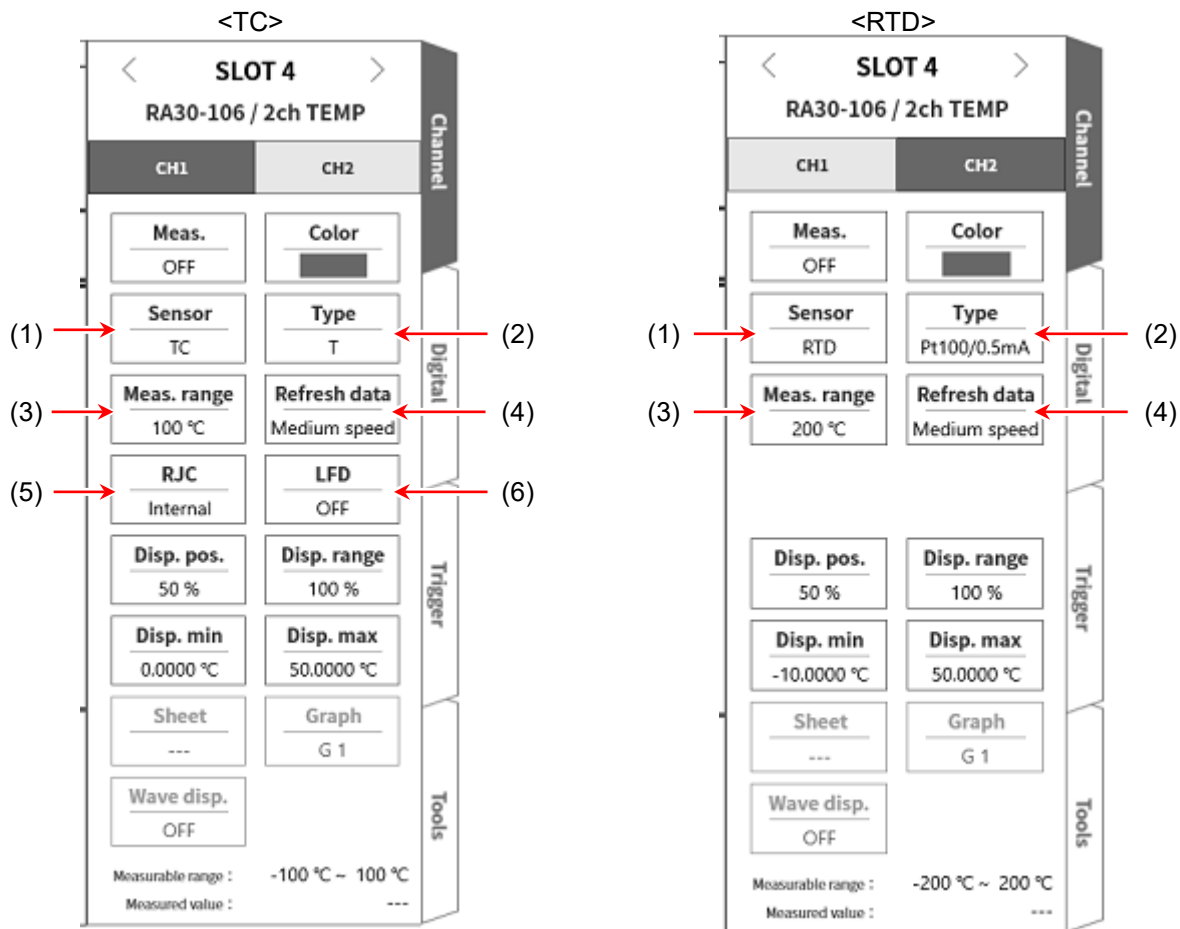 <TC>
< SLOT 4 >
RA30-106 / 2ch TEMP
CH1 CH2
Meas. Color
OFF
Sensor Type
(1) TC T (2)
Meas. range Refresh data
(3) 100 ℃ Medium speed (4)
RJC LFD
(5) Internal OFF (6)
Disp. pos. Disp. range
50 % 100 %
Disp. min Disp. max
0.0000 ℃ 50.0000 ℃
Sheet Graph
--- G 1
Wave disp.
OFF
Measurable range : -100 ℃ ~ 100 ℃
Measured value : ---
Channel
Digital
Trigger
Tools
<RTD>
< SLOT 4 >
RA30-106 / 2ch TEMP
CH1 CH2
Meas. Color
OFF
Sensor Type
(1) RTD Pt100/0.5mA (2)
Meas. range Refresh data
(3) 200 ℃ Medium speed (4)
Disp. pos. Disp. range
50 % 100 %
Disp. min Disp. max
-10.0000 ℃ 50.0000 ℃
Sheet Graph
--- G 1
Wave disp.
OFF
Measurable range : -200 ℃ ~ 200 ℃
Measured value : ---
Channel
Digital
Trigger
Tools